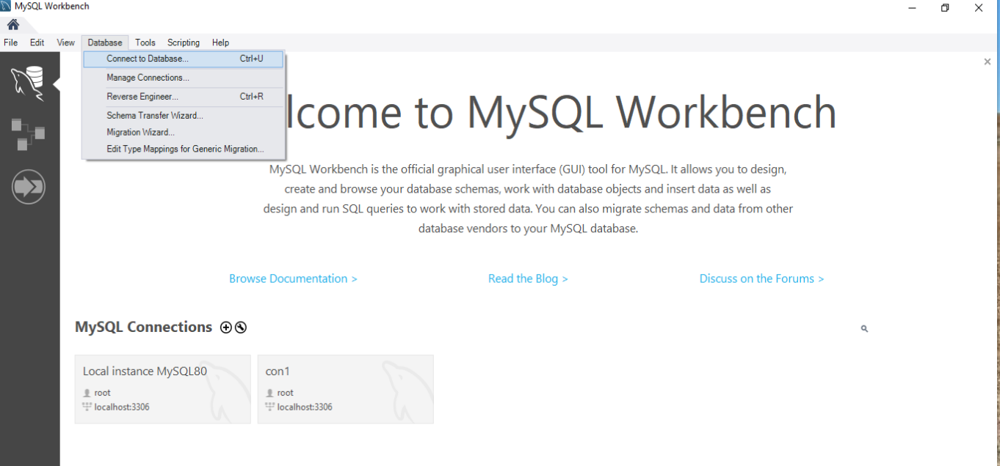 MySQL Workbench
File Edit View Database Tools Scripting Help
Connect to Database... Ctrl+U
Manage Connections...
Reverse Engineer... Ctrl+R
Schema Transfer Wizard...
Migration Wizard...
Edit Type Mappings for Generic Migration...
lcome to MySQL Workbench
MySQL Workbench is the official graphical user interface (GUI) tool for MySQL. It allows you to design,
create and browse your database schemas, work with database objects and insert data as well as
design and run SQL queries to work with stored data. You can also migrate schemas and data from other
database vendors to your MySQL database.
Browse Documentation > Read the Blog > Discuss on the Forums >
MySQL Connections
Local instance MySQL80
root
localhost:3306
con1
root
localhost:3306